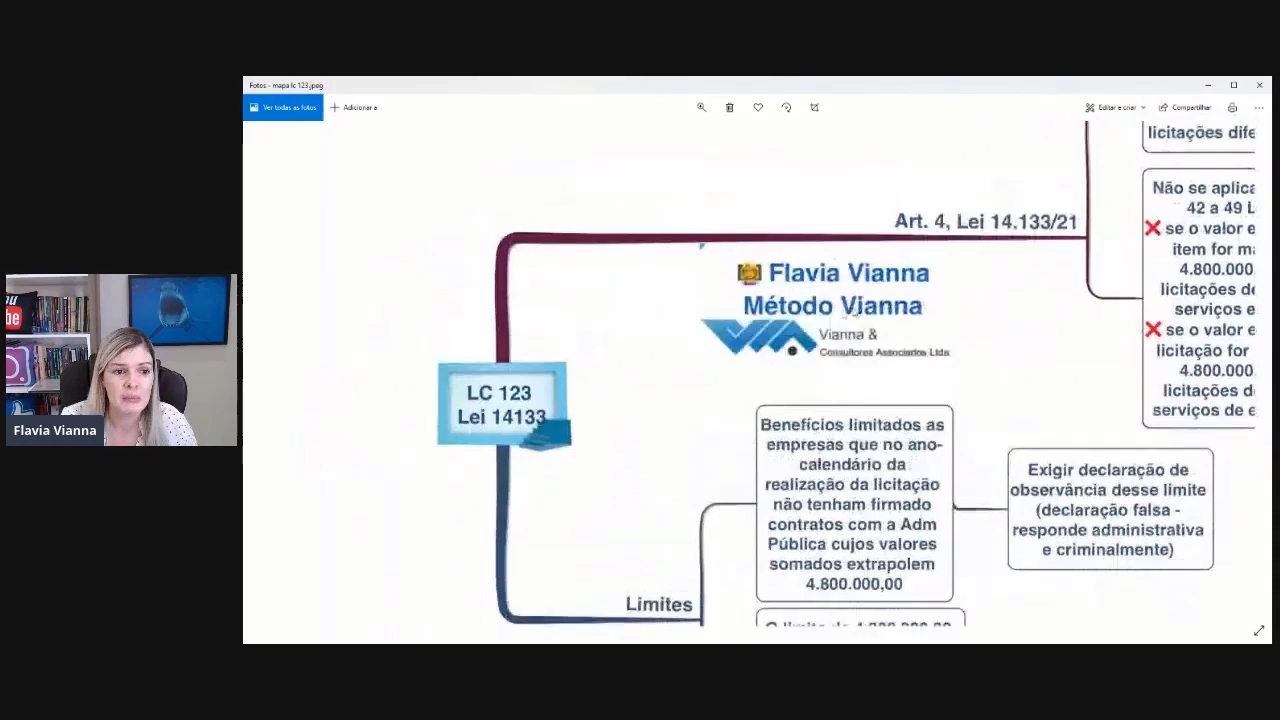 Fotos - mapa lc 123.jpeg
Ver todas as fotos
Adicionar a
Editar e criar
Compartilhar
licitações dife
Não se aplica
42 a 49 L
se o valor e
item for ma
4.800.000,
licitações de
serviços e
se o valor e
licitação for
4.800.000,
licitações de
serviços de e
Art. 4, Lei 14.133/21
Flavia Vianna
Método Vianna
Vianna &
Consultores Associados Ltda
LC 123
Lei 14133
Benefícios limitados as
empresas que no ano-
calendário da
realização da licitação
não tenham firmado
contratos com a Adm
Pública cujos valores
somados extrapolem
4.800.000,00
Exigir declaração de
observância desse limite
(declaração falsa -
responde administrativa
e criminalmente)
Limites
Flavia Vianna